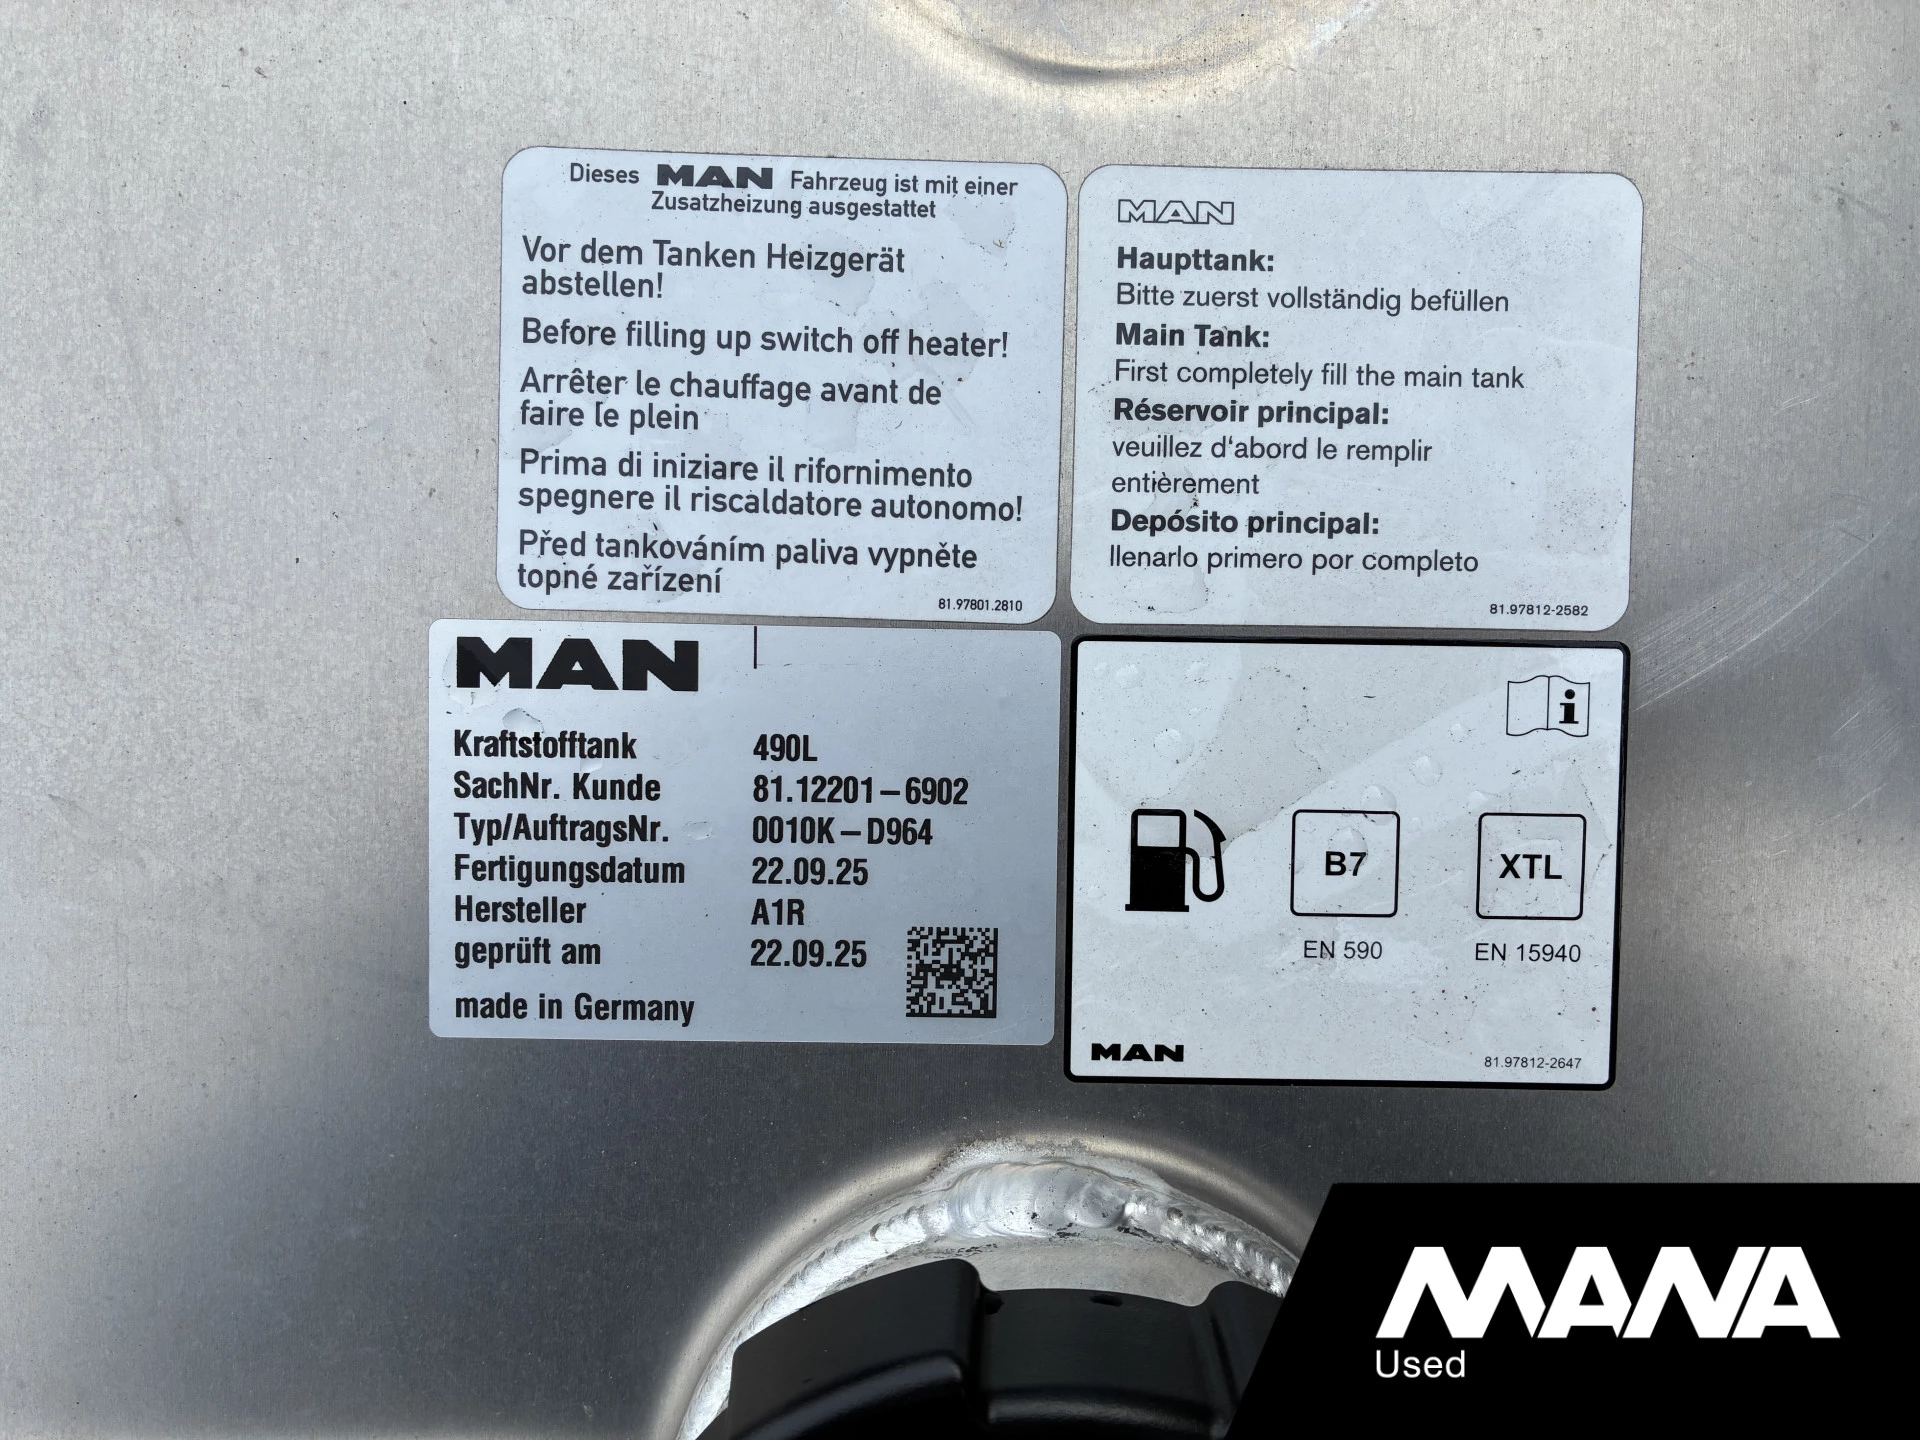 Dieses MAN Fahrzeug ist mit einer
Zusatzheizung ausgestattet
Vor dem Tanken Heizgerät
abstellen!
Before filling up switch off heater!
Arrêter le chauffage avant de
faire le plein
Prima di iniziare il rifornimento
spegnere il riscaldatore autonomo!
Před tankováním paliva vypněte
topné zařízení
81.97801.2810
MAN
Haupttank:
Bitte zuerst vollständig befüllen
Main Tank:
First completely fill the main tank
Réservoir principal:
veuillez d'abord le remplir
entièrement
Depósito principal:
llenarlo primero por completo
81.97812-2582
MAN
Kraftstofftank 490L
SachNr. Kunde 81.12201–6902
Typ/AuftragsNr. 0010K–D964
Fertigungsdatum 22.09.25
Hersteller A1R
geprüft am 22.09.25
made in Germany
i
B7 XTL
EN 590 EN 15940
MAN 81.97812-2647
MANA
Used